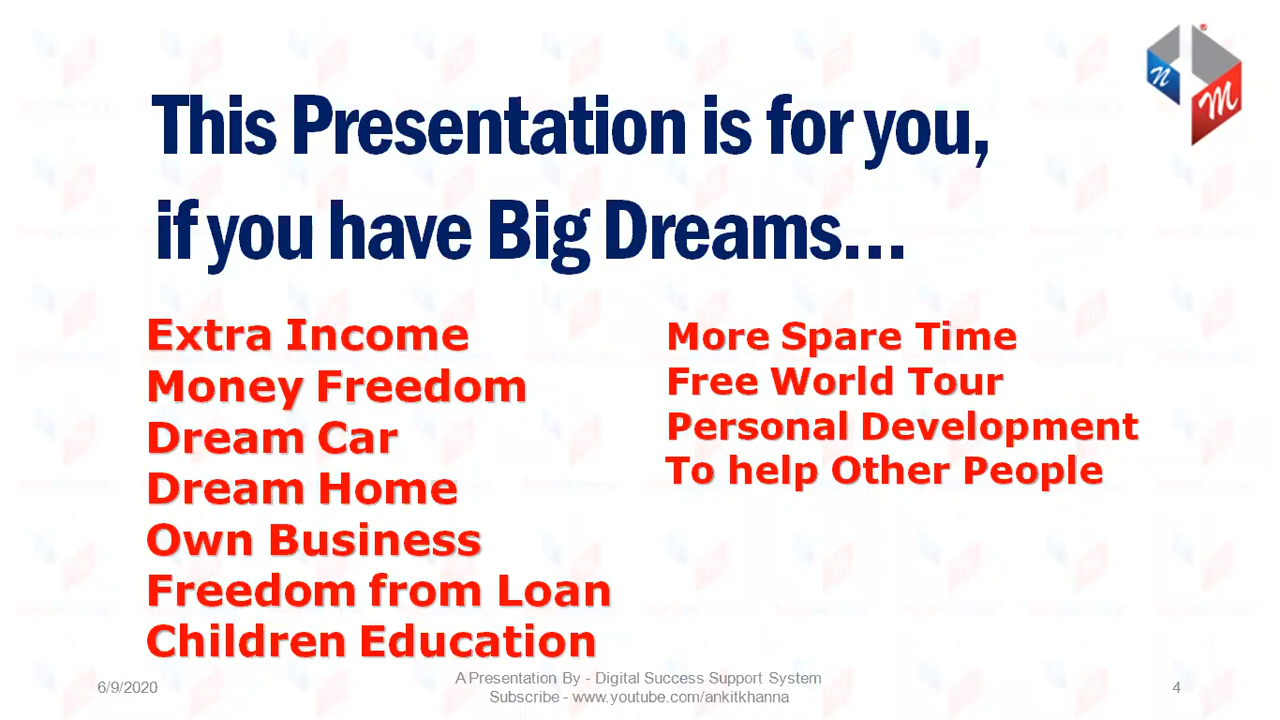 This Presentation is for you,
if you have Big Dreams...
Extra Income
Money Freedom
Dream Car
Dream Home
Own Business
Freedom from Loan
Children Education
More Spare Time
Free World Tour
Personal Development
To help Other People
6/9/2020
A Presentation By - Digital Success Support System
Subscribe - www.youtube.com/ankitkhanna
4
n
M